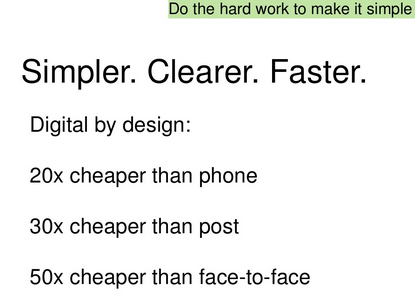 Do the hard work to make it simple
Simpler. Clearer. Faster.
Digital by design:
20x cheaper than phone
30x cheaper than post
50x cheaper than face-to-face